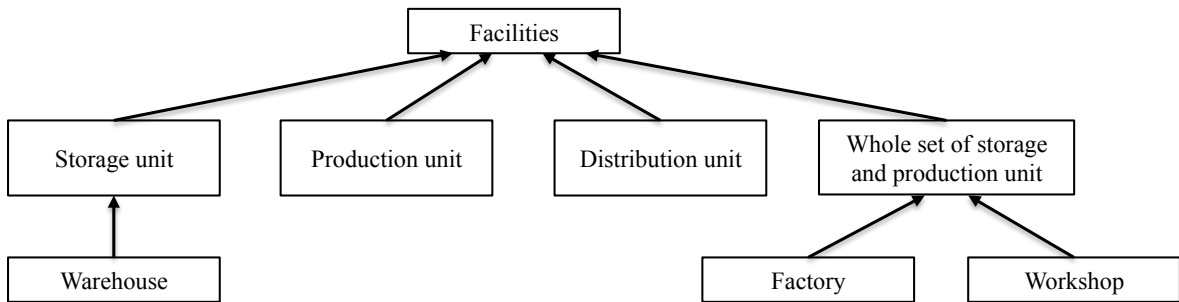 Facilities
Storage unit
Production unit
Distribution unit
Whole set of storage
and production unit
Warehouse
Factory
Workshop